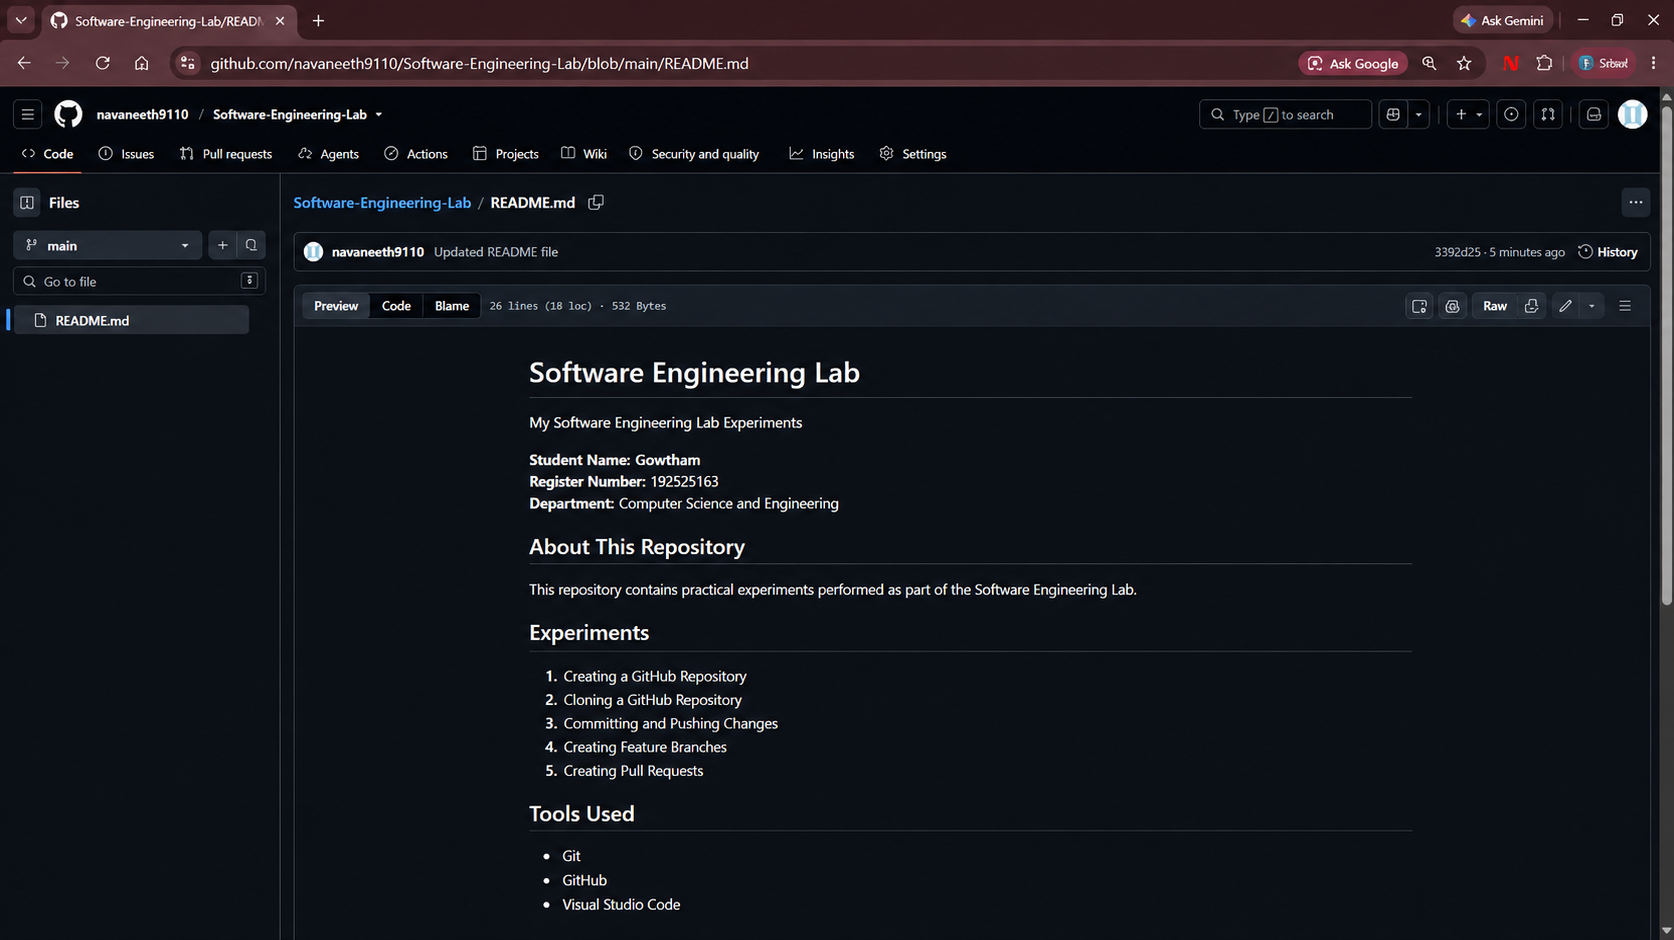 Software-Engineering-Lab/READM
Ask Gemini
github.com/navaneeth9110/Software-Engineering-Lab/blob/main/README.md
Ask Google
navaneeth9110 / Software-Engineering-Lab
Type / to search
Code
Issues
Pull requests
Agents
Actions
Projects
Wiki
Security and quality
Insights
Settings
Files
main
Go to file
README.md
Software-Engineering-Lab / README.md
navaneeth9110 Updated README file
3392d25 · 5 minutes ago
History
Preview
Code
Blame
26 lines (18 loc) · 532 Bytes
Raw
Software Engineering Lab
My Software Engineering Lab Experiments
Student Name: Gowtham
Register Number: 192525163
Department: Computer Science and Engineering
About This Repository
This repository contains practical experiments performed as part of the Software Engineering Lab.
Experiments
1. Creating a GitHub Repository
2. Cloning a GitHub Repository
3. Committing and Pushing Changes
4. Creating Feature Branches
5. Creating Pull Requests
Tools Used
• Git
• GitHub
• Visual Studio Code